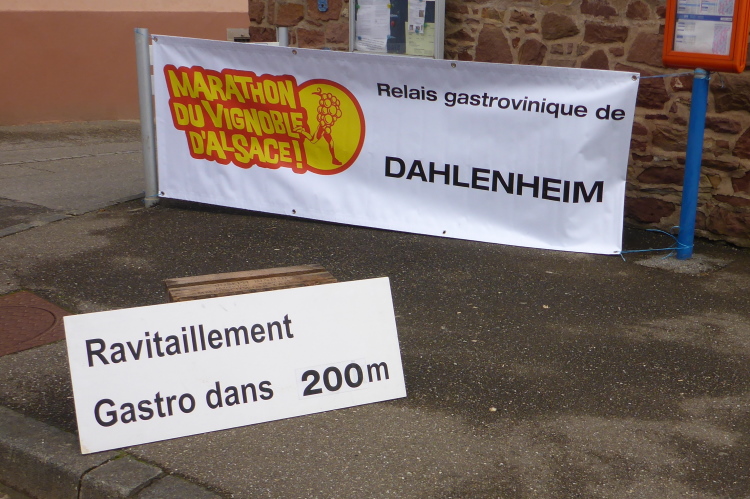 MARATHON
DU VIGNOBLE
D'ALSACE !
Relais gastrovinique de
DAHLENHEIM
Ravitaillement
Gastro dans 200m